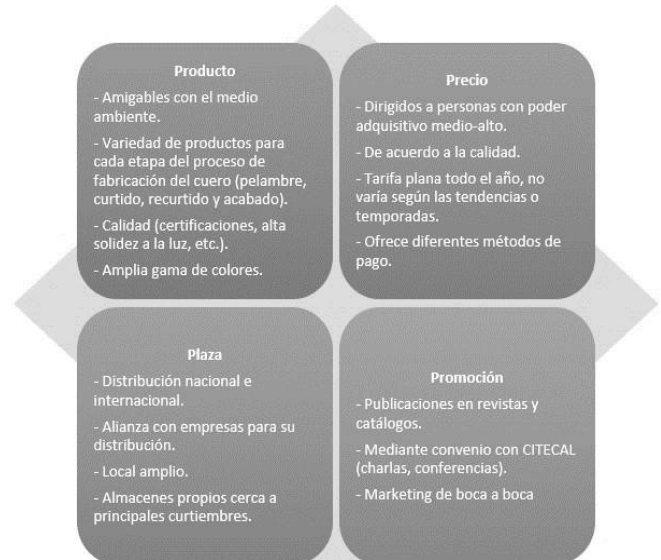 Producto
- Amigables con el medio
ambiente.
- Variedad de productos para
cada etapa del proceso de
fabricación del cuero (pelambre,
curtido, recurtido y acabado).
- Calidad (certificaciones, alta
solidez a la luz, etc.).
- Amplia gama de colores.
Precio
- Dirigidos a personas con poder
adquisitivo medio-alto.
- De acuerdo a la calidad.
- Tarifa plana todo el año, no
varía según las tendencias o
temporadas.
- Ofrece diferentes métodos de
pago.
Plaza
- Distribución nacional e
internacional.
- Alianza con empresas para su
distribución.
- Local amplio.
- Almacenes propios cerca a
principales curtiembres.
Promoción
- Publicaciones en revistas y
catálogos.
- Mediante convenio con CITECAL
(charlas, conferencias).
- Marketing de boca a boca